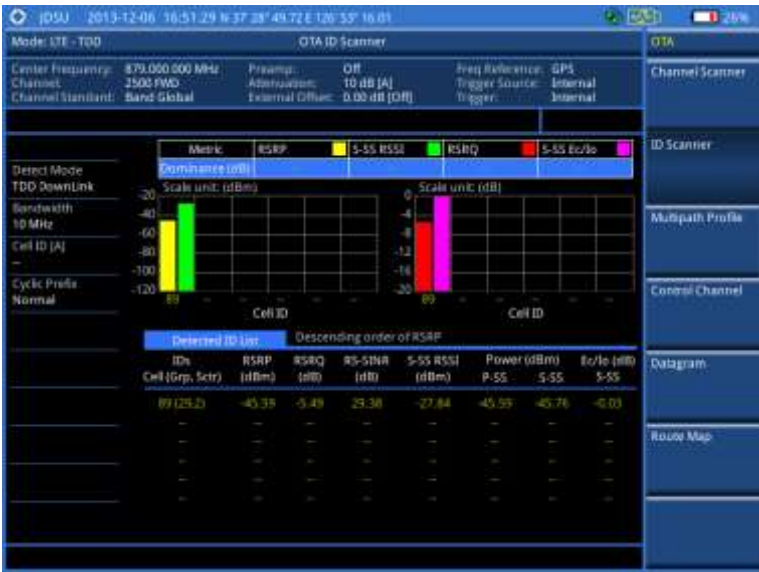 JDSU 2013-12-06 16:51:29 N 37 28' 49.72 E 126 53' 16.01 26%
Mode: LTE - TDD OTA ID Scanner OTA
Center Frequency: 879.000 000 MHz Preamp: Off Freq Reference: GPS
Channel: 2500 FWD Attenuation: 10 dB [A] Trigger Source: Internal
Channel Standard: Band Global External Offset: 0.00 dB [Off] Trigger: Internal
Channel Scanner
ID Scanner
Multipath Profile
Control Channel
Datagram
Route Map
Detect Mode
TDD DownLink
Bandwidth
10 MHz
Cell ID [A]
--
Cyclic Prefix
Normal
Metric RSRP S-SS RSSI RSRQ S-SS Ec/Io
Dominance (dB)
Scale unit: (dBm) Scale unit: (dB)
-20 0
-40 -4
-60 -8
-80 -12
-100 -16
-120 -20
89 -- -- -- -- -- 89 -- -- -- -- --
Cell ID Cell ID
Detected ID List Descending order of RSRP
IDs RSRP RSRQ RS-SINR S-SS RSSI Power (dBm) Ec/Io (dB)
Cell (Grp, Sctr) (dBm) (dB) (dB) (dBm) P-SS S-SS S-SS
89 (29,2) -45.39 -5.49 29.38 -27.84 -45.59 -45.76 -0.03
-- -- -- -- -- -- -- --
-- -- -- -- -- -- -- --
-- -- -- -- -- -- -- --
-- -- -- -- -- -- -- --
-- -- -- -- -- -- -- --